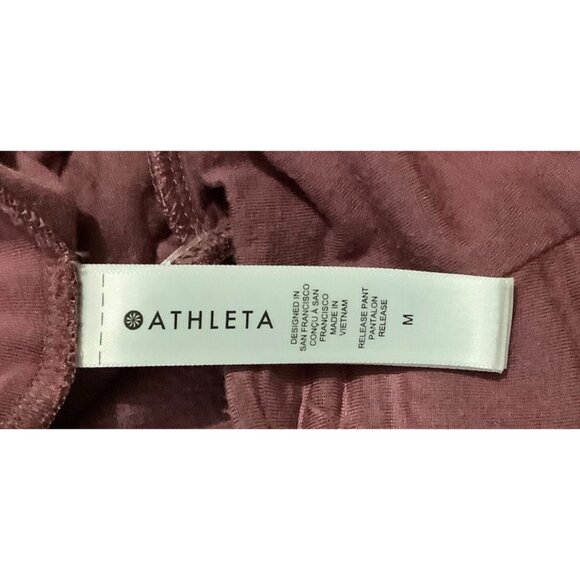 ATHLETA
DESIGNED IN
SAN FRANCISCO
CONÇU À SAN
FRANCISCO
MADE IN
VIETNAM
RELEASE PANT
PANTALON
RELEASE
M